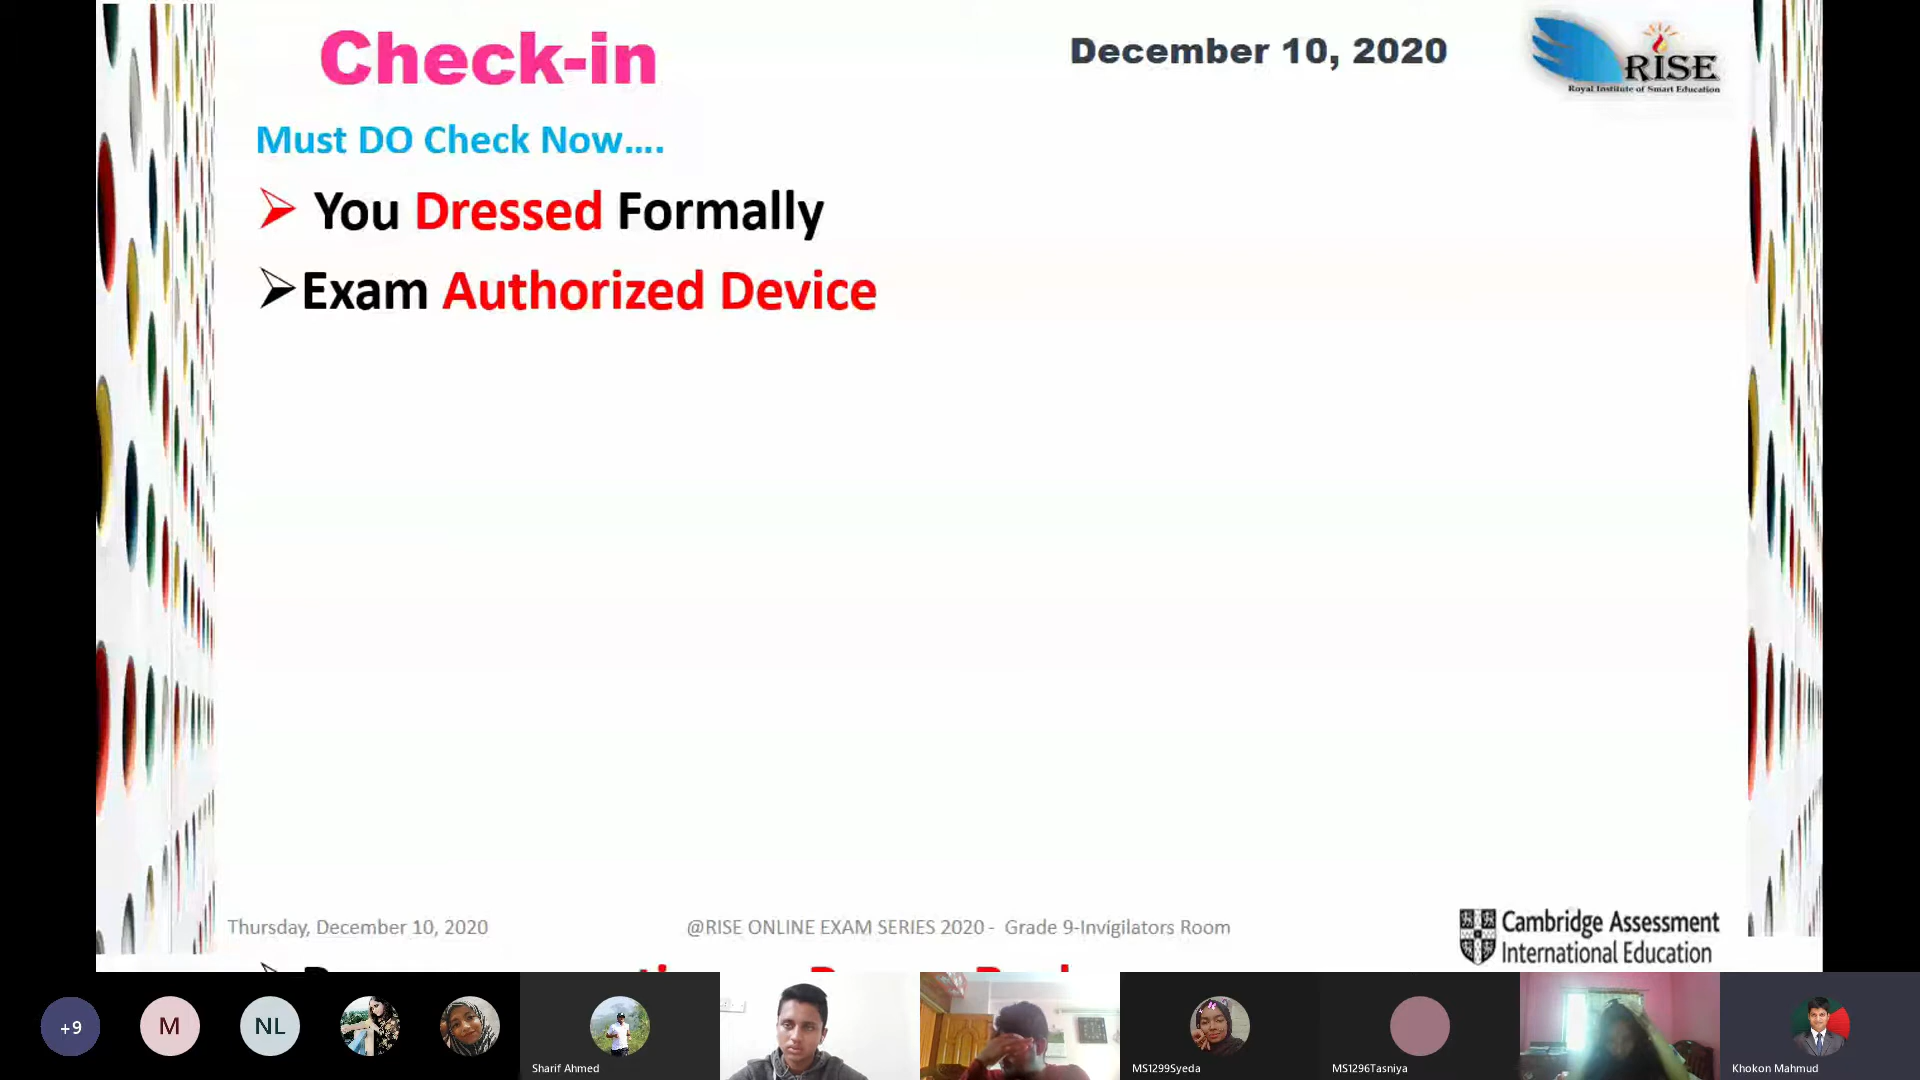 Check-in
December 10, 2020
RISE
Royal Institute of Smart Education
Must DO Check Now....
➢ You Dressed Formally
➢Exam Authorized Device
Thursday, December 10, 2020
@RISE ONLINE EXAM SERIES 2020 - Grade 9-Invigilators Room
Cambridge Assessment
International Education
+9
M
NL
Sharif Ahmed
MS1299Syeda
MS1296Tasniya
Khokon Mahmud